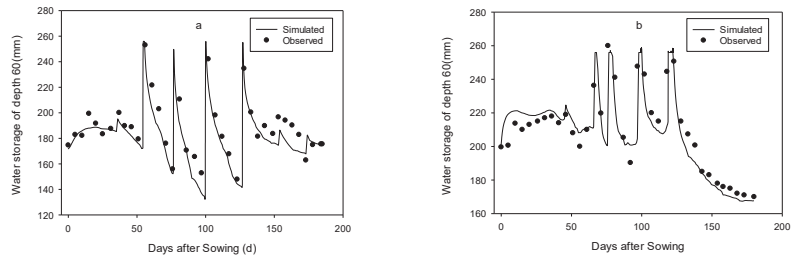 280
260
240
220
200
180
160
140
120
Water storage of depth 60(mm)
a
Simulated
Observed
0
50
100
150
200
Days after Sowing (d)
280
260
240
220
200
180
160
Water storage of depth 60(mm)
b
Simulated
Observed
0
50
100
150
200
Days after Sowing